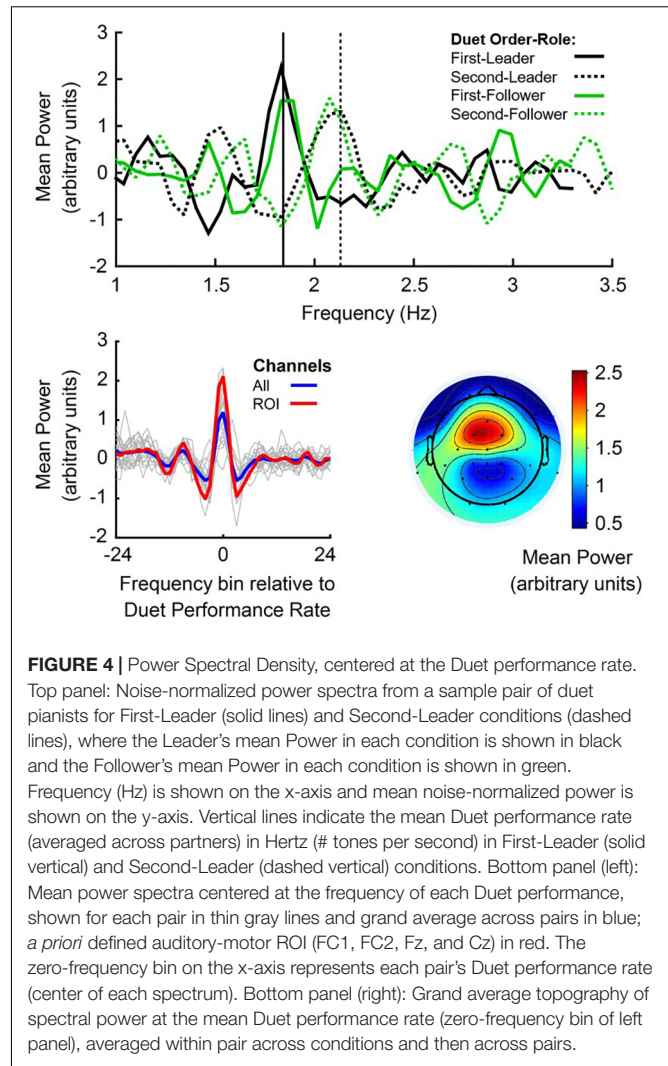 3
2
1
0
-1
-2
Mean Power
(arbitrary units)
Duet Order-Role:
First-Leader
Second-Leader
First-Follower
Second-Follower
1
1.5
2
2.5
3
3.5
Frequency (Hz)
3
2
1
0
-1
-2
Mean Power
(arbitrary units)
Channels
All
ROI
-24
0
24
Frequency bin relative to
Duet Performance Rate
2.5
2
1.5
1
0.5
Mean Power
(arbitrary units)
FIGURE 4 | Power Spectral Density, centered at the Duet performance rate.
Top panel: Noise-normalized power spectra from a sample pair of duet
pianists for First-Leader (solid lines) and Second-Leader conditions (dashed
lines), where the Leader's mean Power in each condition is shown in black
and the Follower's mean Power in each condition is shown in green.
Frequency (Hz) is shown on the x-axis and mean noise-normalized power is
shown on the y-axis. Vertical lines indicate the mean Duet performance rate
(averaged across partners) in Hertz (# tones per second) in First-Leader (solid
vertical) and Second-Leader (dashed vertical) conditions. Bottom panel (left):
Mean power spectra centered at the frequency of each Duet performance,
shown for each pair in thin gray lines and grand average across pairs in blue;
a priori defined auditory-motor ROI (FC1, FC2, Fz, and Cz) in red. The
zero-frequency bin on the x-axis represents each pair's Duet performance rate
(center of each spectrum). Bottom panel (right): Grand average topography of
spectral power at the mean Duet performance rate (zero-frequency bin of left
panel), averaged within pair across conditions and then across pairs.